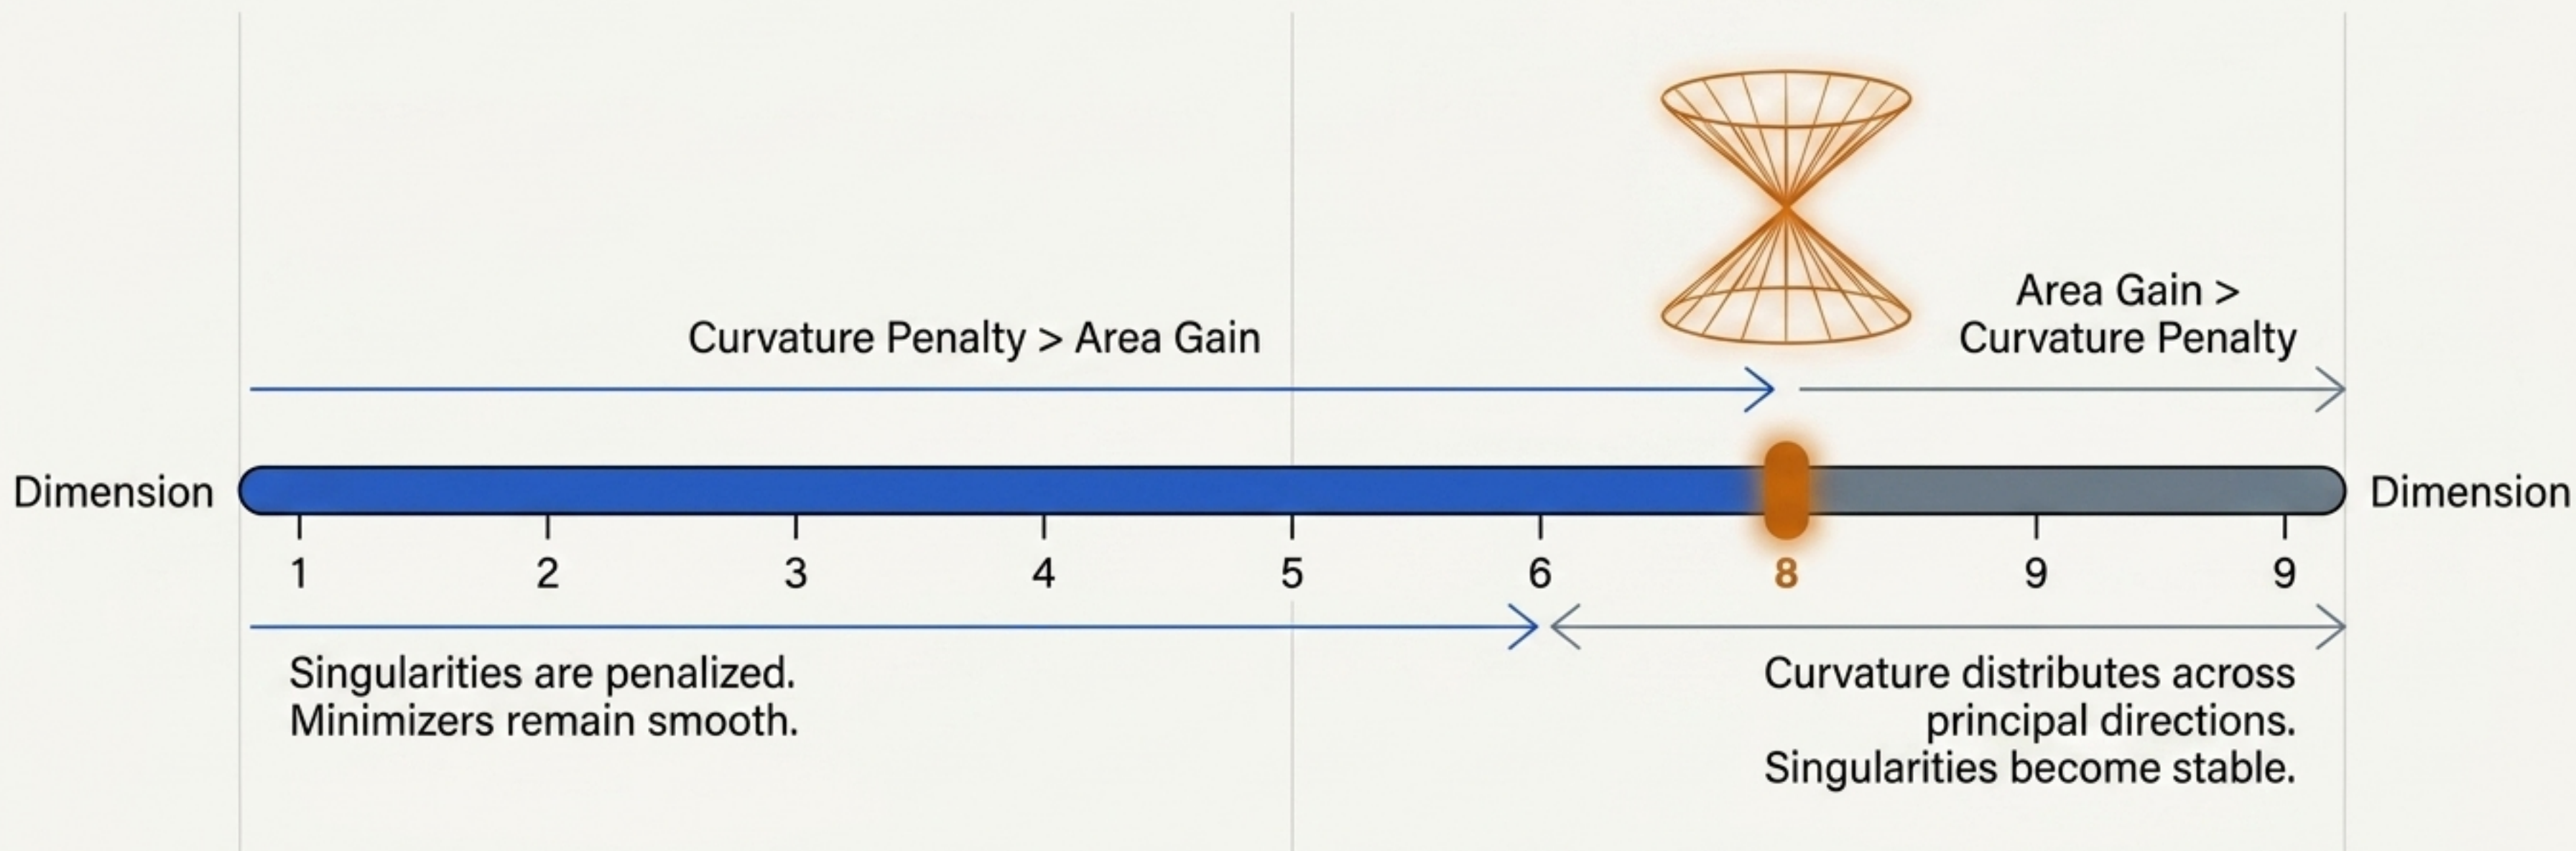 Curvature Penalty > Area Gain
Area Gain >
Curvature Penalty
Dimension
Dimension
1 2 3 4 5 6 8 9 9
Singularities are penalized.
Minimizers remain smooth.
Curvature distributes across
principal directions.
Singularities become stable.